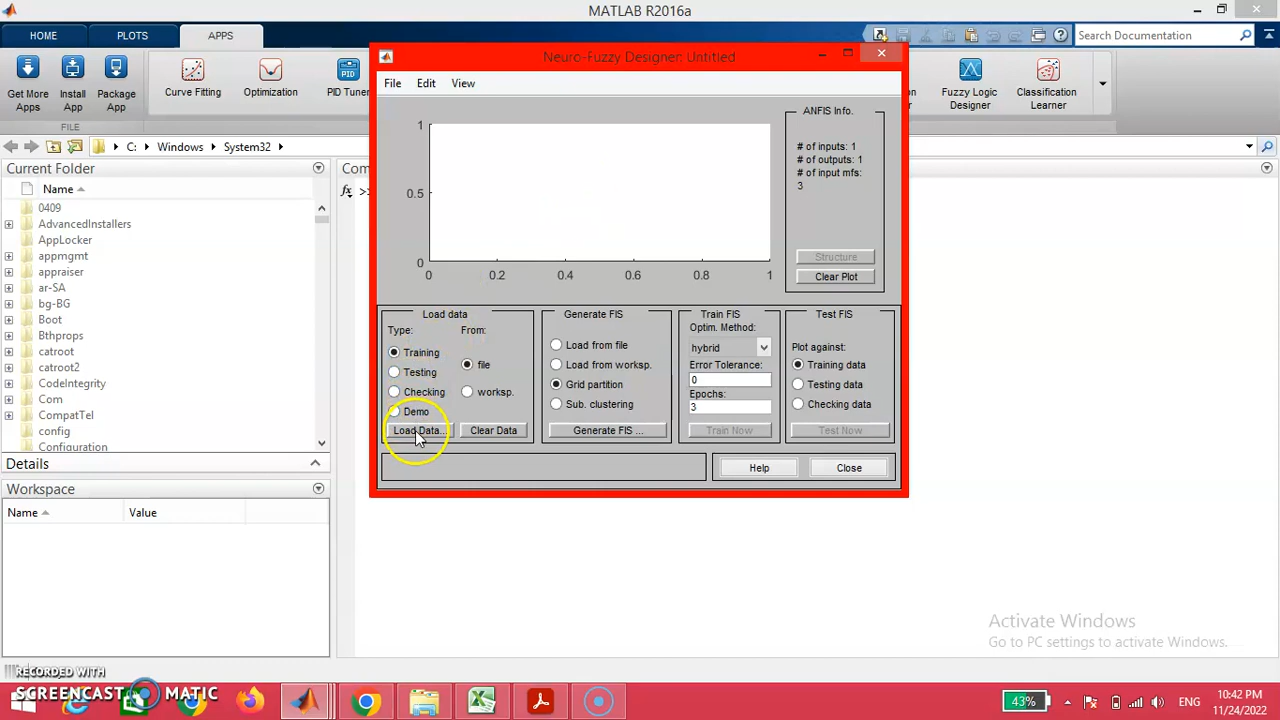 MATLAB R2016a
HOME PLOTS APPS
Search Documentation
Get More Apps
Install App
Package App
Curve Fitting
Optimization
PID Tuner
Fuzzy Logic Designer
Classification Learner
FILE
C: Windows System32
Current Folder
Name
0409
AdvancedInstallers
AppLocker
appmgmt
appraiser
ar-SA
bg-BG
Boot
Bthprops
catroot
catroot2
CodeIntegrity
Com
CompatTel
config
Configuration
Details
Workspace
Name Value
fx >>
Neuro-Fuzzy Designer: Untitled
File Edit View
1
0.5
0
0 0.2 0.4 0.6 0.8 1
ANFIS Info.
# of inputs: 1
# of outputs: 1
# of input mfs:
3
Structure
Clear Plot
Load data
Type: From:
Training
Testing
Checking
Demo
file
worksp.
Load Data... Clear Data
Generate FIS
Load from file
Load from worksp.
Grid partition
Sub. clustering
Generate FIS ...
Train FIS
Optim. Method:
hybrid
Error Tolerance:
0
Epochs:
3
Train Now
Test FIS
Plot against:
Training data
Testing data
Checking data
Test Now
Help Close
Activate Windows
Go to PC settings to activate Windows.
RECORDED WITH
SCREENCAST MATIC
43%
ENG
10:42 PM
11/24/2022